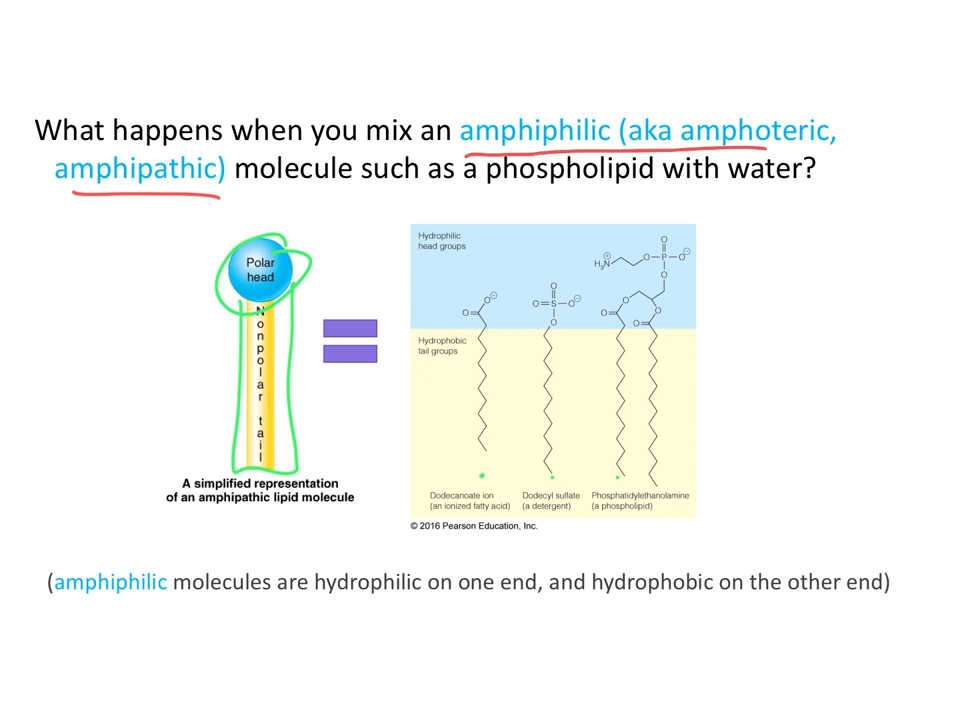 What happens when you mix an amphiphilic (aka amphoteric,
amphipathic) molecule such as a phospholipid with water?
Polar
head
Nonpolar tail
A simplified representation
of an amphipathic lipid molecule
Hydrophilic
head groups
O
O⊖
O=S–O⊖
O
O
H₃N⊕
O–P–O⊖
O
O
O
O
O
O
Hydrophobic
tail groups
Dodecanoate ion
(an ionized fatty acid)
Dodecyl sulfate
(a detergent)
Phosphatidylethanolamine
(a phospholipid)
© 2016 Pearson Education, Inc.
(amphiphilic molecules are hydrophilic on one end, and hydrophobic on the other end)